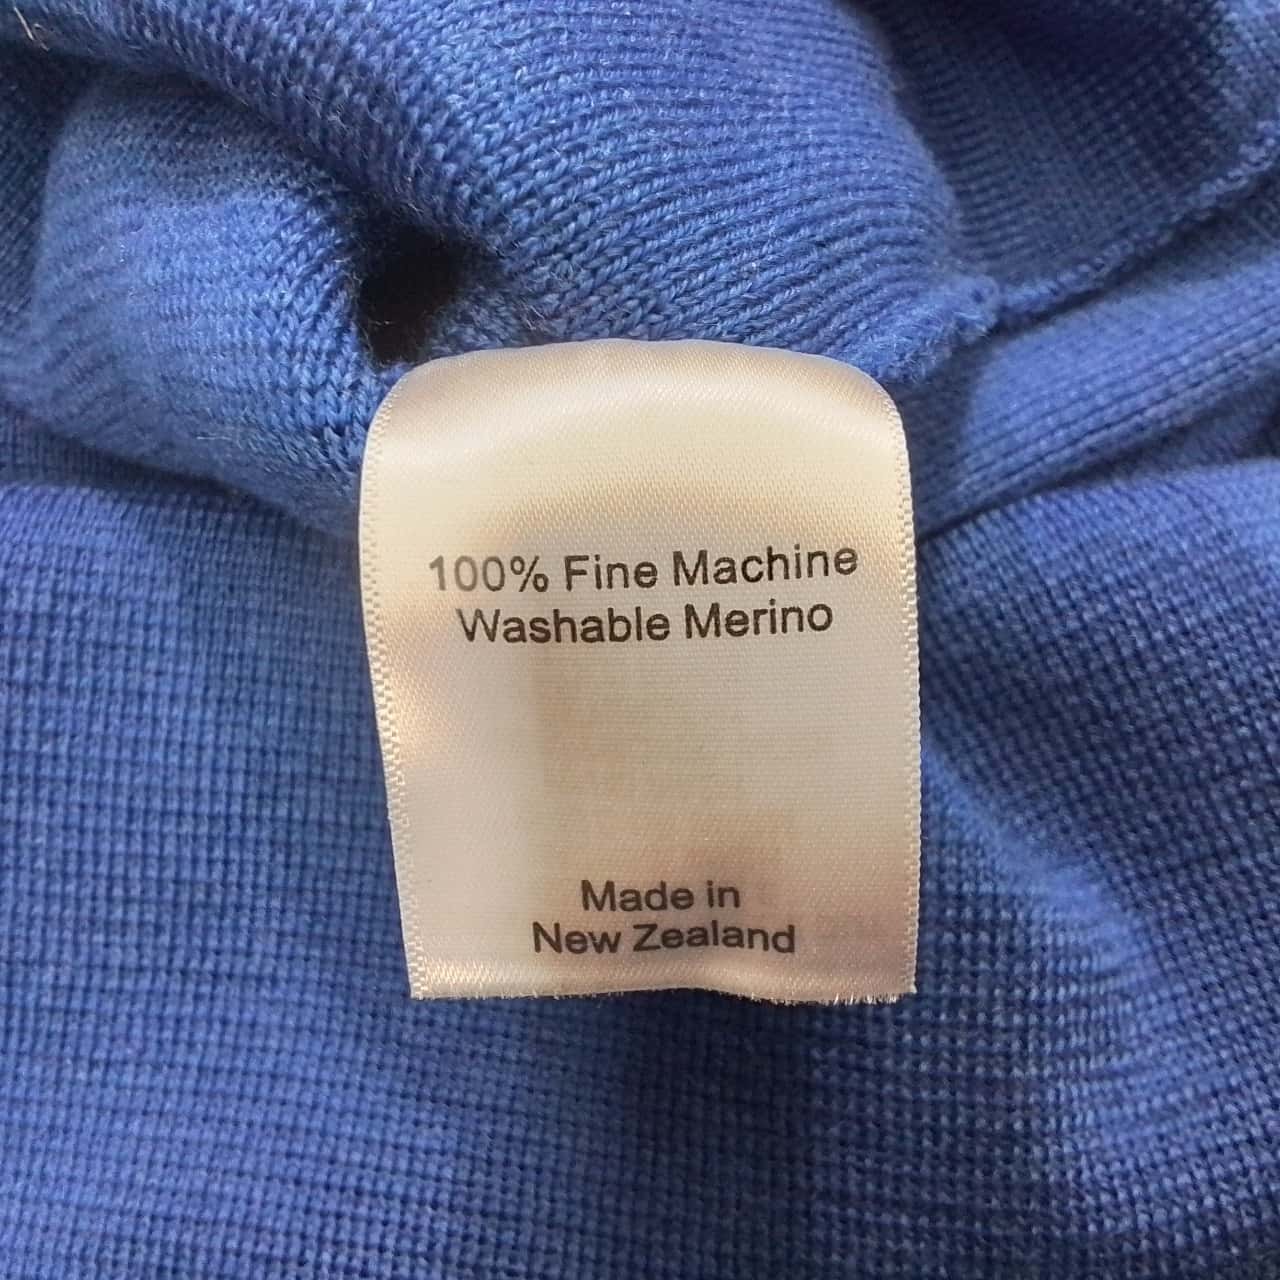 100% Fine Machine
Washable Merino
Made in
New Zealand